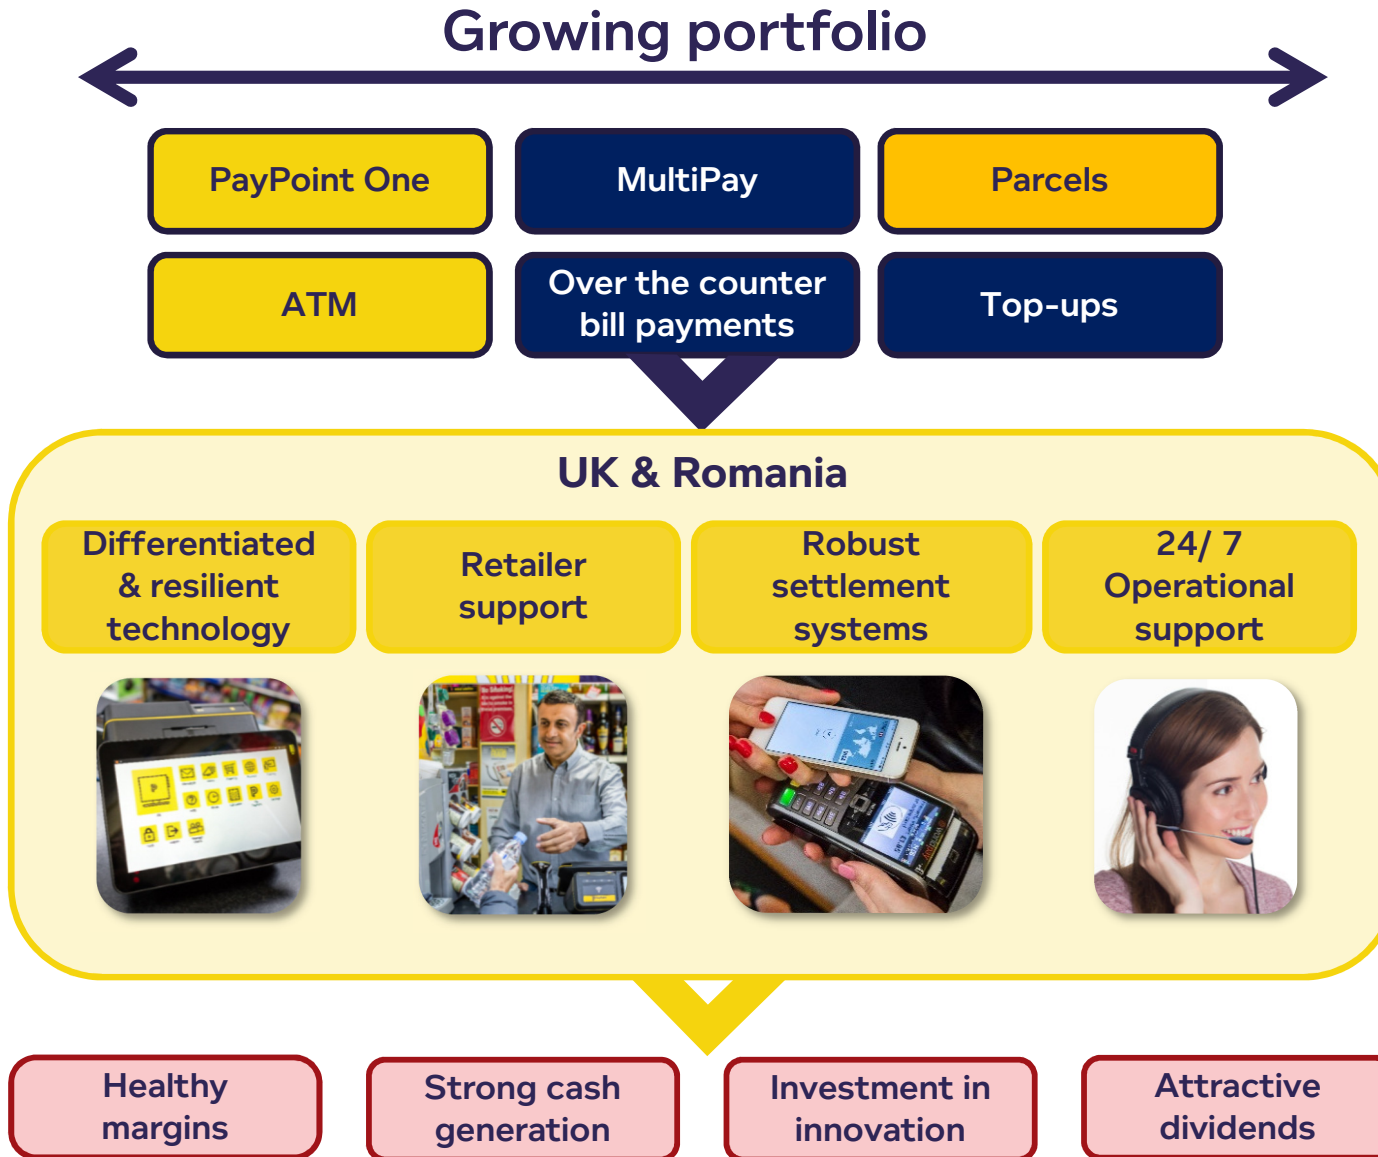 Growing portfolio
PayPoint One
MultiPay
Parcels
ATM
Over the counter
bill payments
Top-ups
UK & Romania
Differentiated
& resilient
technology
Retailer
support
Robust
settlement
systems
24/ 7
Operational
support
Healthy
margins
Strong cash
generation
Investment in
innovation
Attractive
dividends